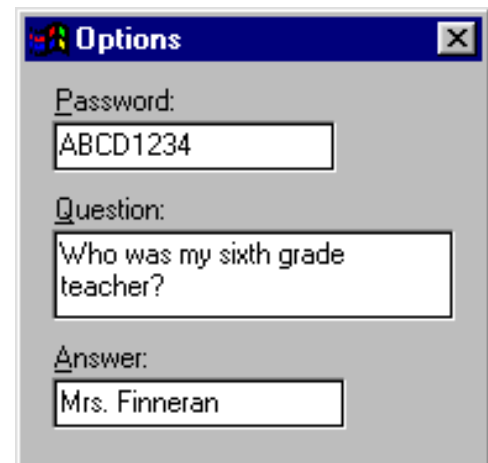 Options
Password:
ABCD1234
Question:
Who was my sixth grade
teacher?
Answer:
Mrs. Finneran